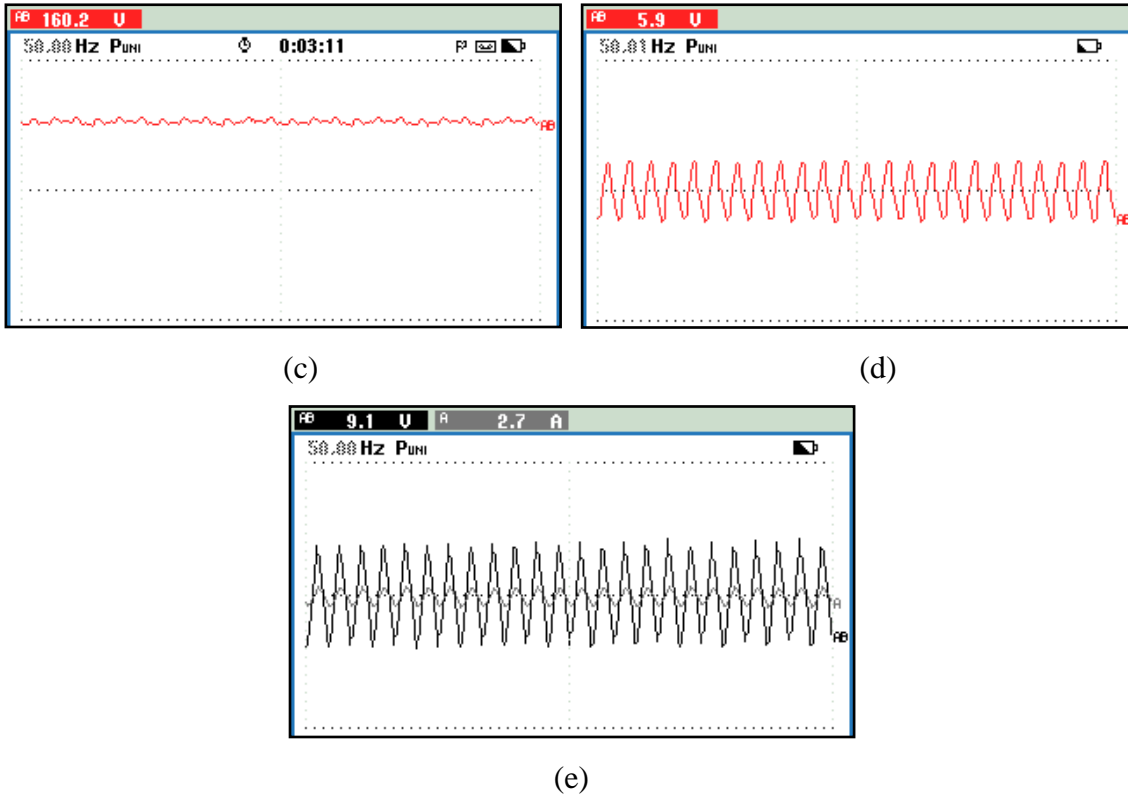 AB 160.2 V
50.00 Hz PUNI 0:03:11
AB
(c)
AB 5.9 V
50.01 Hz PUNI
AB
(d)
AB 9.1 V A 2.7 A
50.00 Hz PUNI
A
AB
(e)